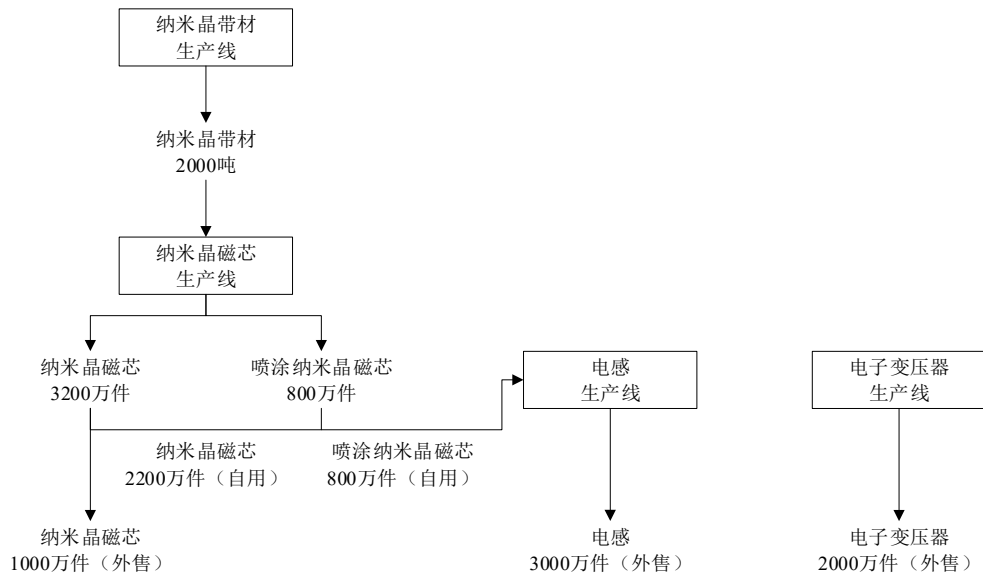 纳米晶带材
生产线
纳米晶带材
2000吨
纳米晶磁芯
生产线
纳米晶磁芯
3200万件
喷涂纳米晶磁芯
800万件
电感
生产线
电子变压器
生产线
纳米晶磁芯
2200万件（自用）
喷涂纳米晶磁芯
800万件（自用）
纳米晶磁芯
1000万件（外售）
电感
3000万件（外售）
电子变压器
2000万件（外售）